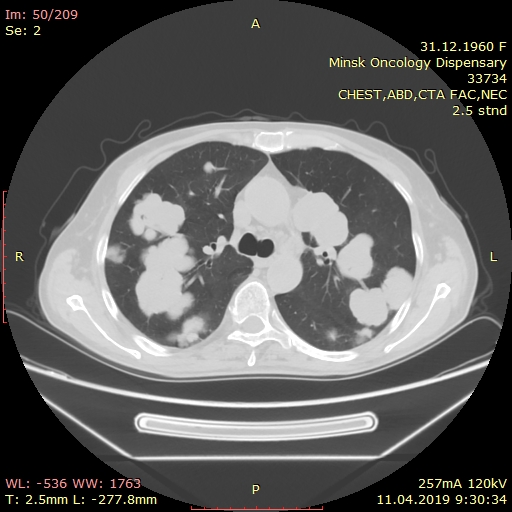 Im: 50/209
Se: 2
A
31.12.1960 F
Minsk Oncology Dispensary
33734
CHEST,ABD,CTA FAC,NEC
2.5 stnd
R
L
WL: -536 WW: 1763
T: 2.5mm L: -277.8mm
P
257mA 120kV
11.04.2019 9:30:34